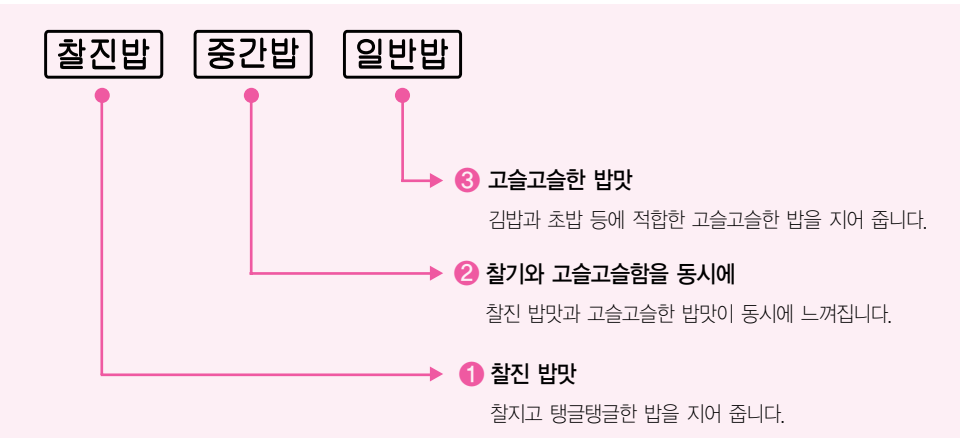 찰진밥 중간밥 일반밥
❸ 고슬고슬한 밥맛
김밥과 초밥 등에 적합한 고슬고슬한 밥을 지어 줍니다.
❷ 찰기와 고슬고슬함을 동시에
찰진 밥맛과 고슬고슬한 밥맛이 동시에 느껴집니다.
❶ 찰진 밥맛
찰지고 탱글탱글한 밥을 지어 줍니다.